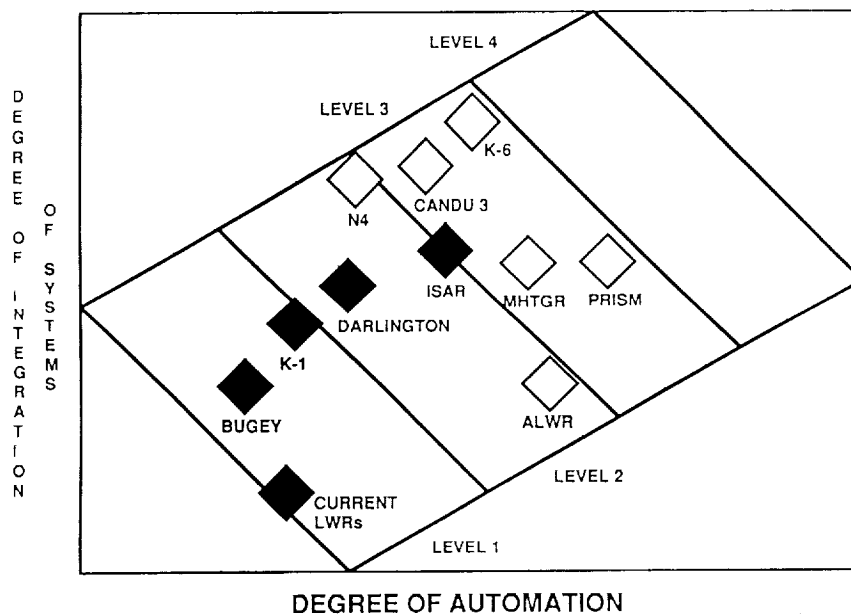 LEVEL 4
LEVEL 3
K-6
CANDU 3
N4
ISAR
MHTGR
PRISM
DARLINGTON
K-1
BUGEY
ALWR
LEVEL 2
CURRENT
LWRs
LEVEL 1
DEGREE OF INTEGRATION
OF SYSTEMS
DEGREE OF AUTOMATION